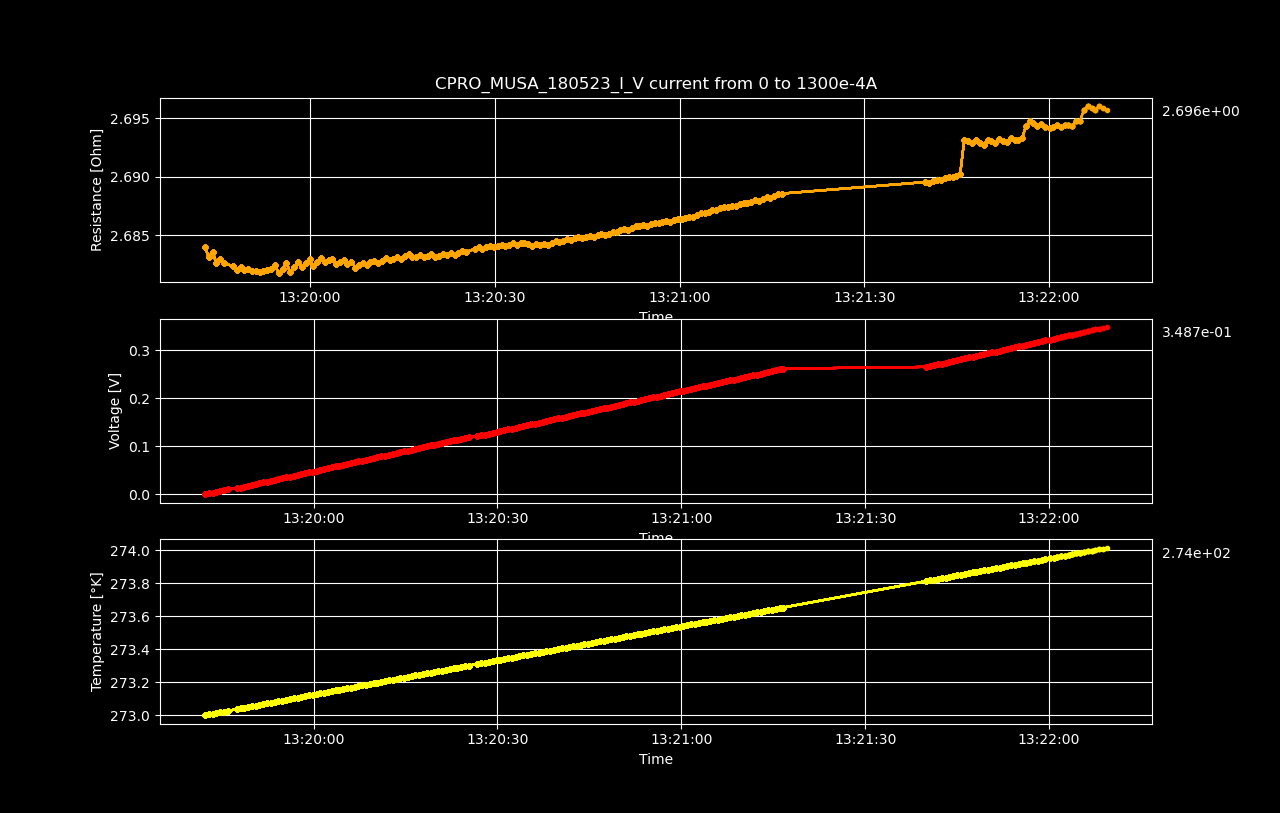 CPRO_MUSA_180523_I_V current from 0 to 1300e-4A
2.696e+00
Resistance [Ohm]
2.695
2.690
2.685
13:20:00 13:20:30 13:21:00 13:21:30 13:22:00
Time
3.487e-01
Voltage [V]
0.3
0.2
0.1
0.0
13:20:00 13:20:30 13:21:00 13:21:30 13:22:00
Time
2.74e+02
Temperature [°K]
274.0
273.8
273.6
273.4
273.2
273.0
13:20:00 13:20:30 13:21:00 13:21:30 13:22:00
Time